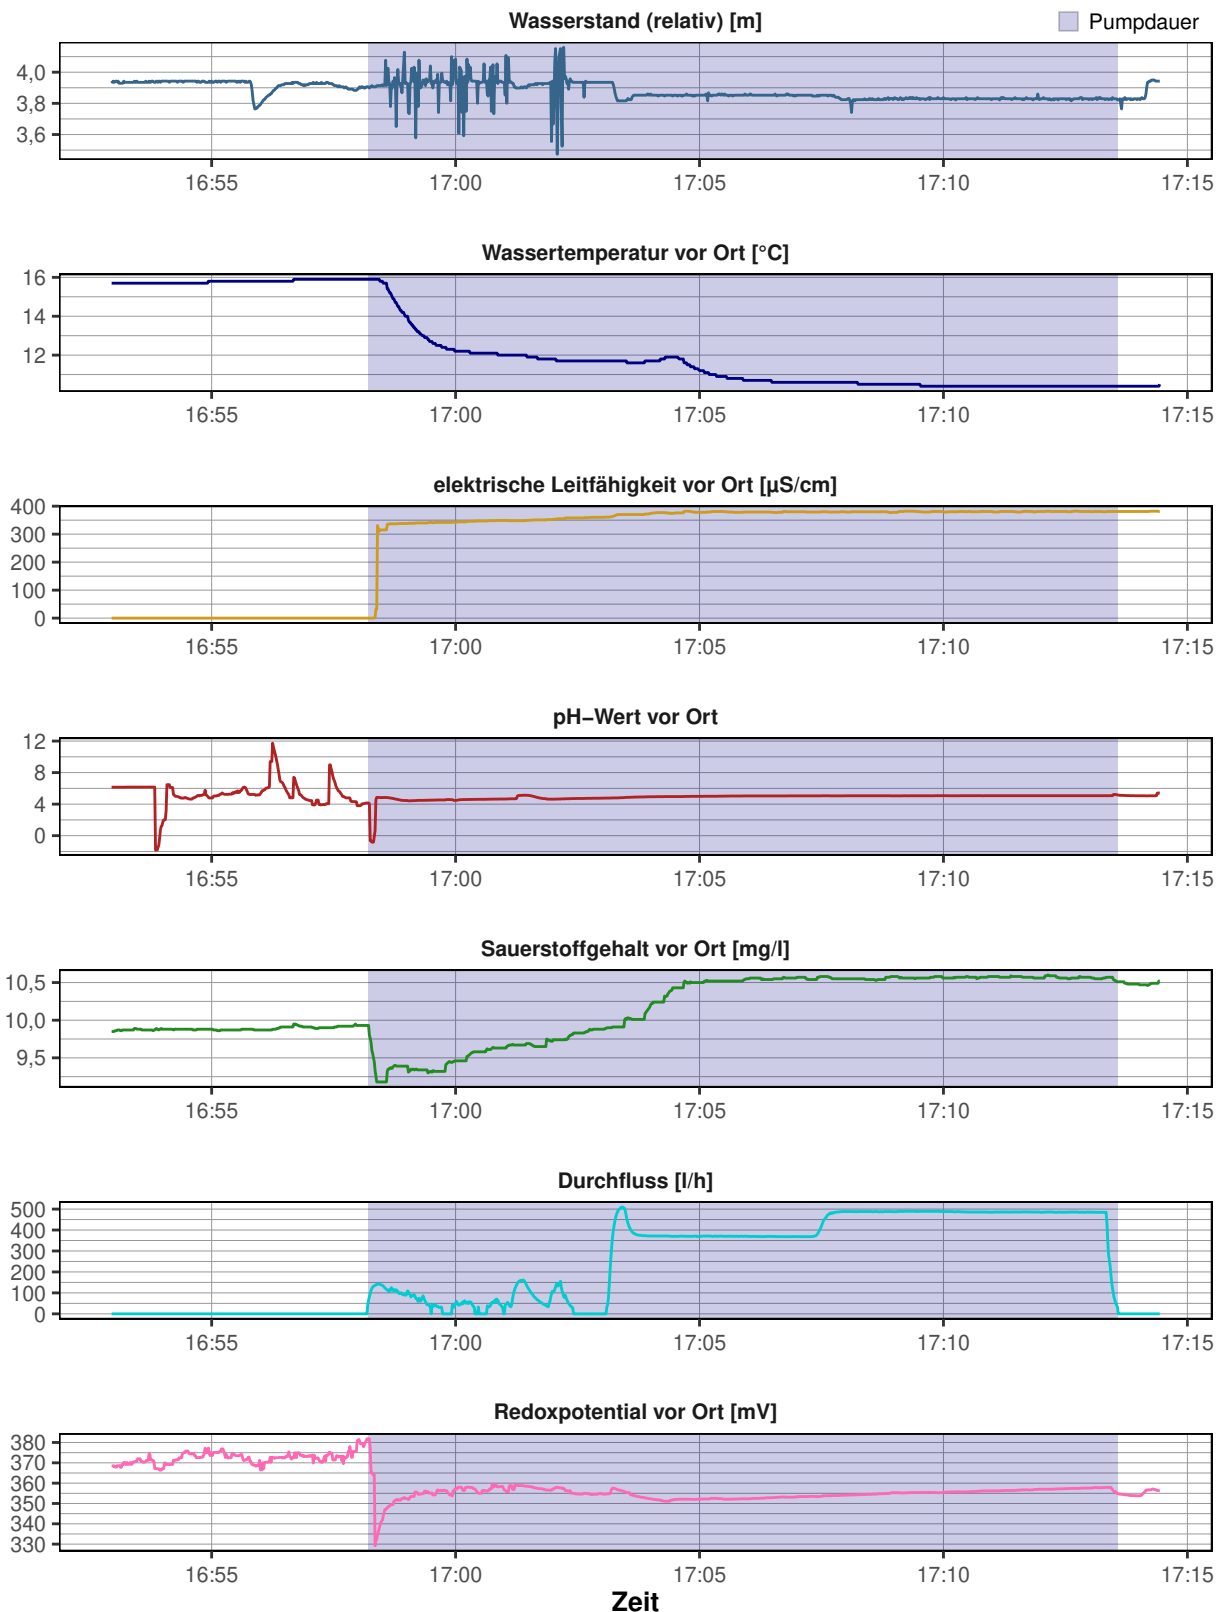 Wasserstand (relativ) [m]
Pumpdauer
4,0
3,8
3,6
16:55 17:00 17:05 17:10 17:15
Wassertemperatur vor Ort [°C]
16
14
12
16:55 17:00 17:05 17:10 17:15
elektrische Leitfähigkeit vor Ort [µS/cm]
400
300
200
100
0
16:55 17:00 17:05 17:10 17:15
pH−Wert vor Ort
12
8
4
0
16:55 17:00 17:05 17:10 17:15
Sauerstoffgehalt vor Ort [mg/l]
10,5
10,0
9,5
16:55 17:00 17:05 17:10 17:15
Durchfluss [l/h]
500
400
300
200
100
0
16:55 17:00 17:05 17:10 17:15
Redoxpotential vor Ort [mV]
380
370
360
350
340
330
16:55 17:00 17:05 17:10 17:15
Zeit